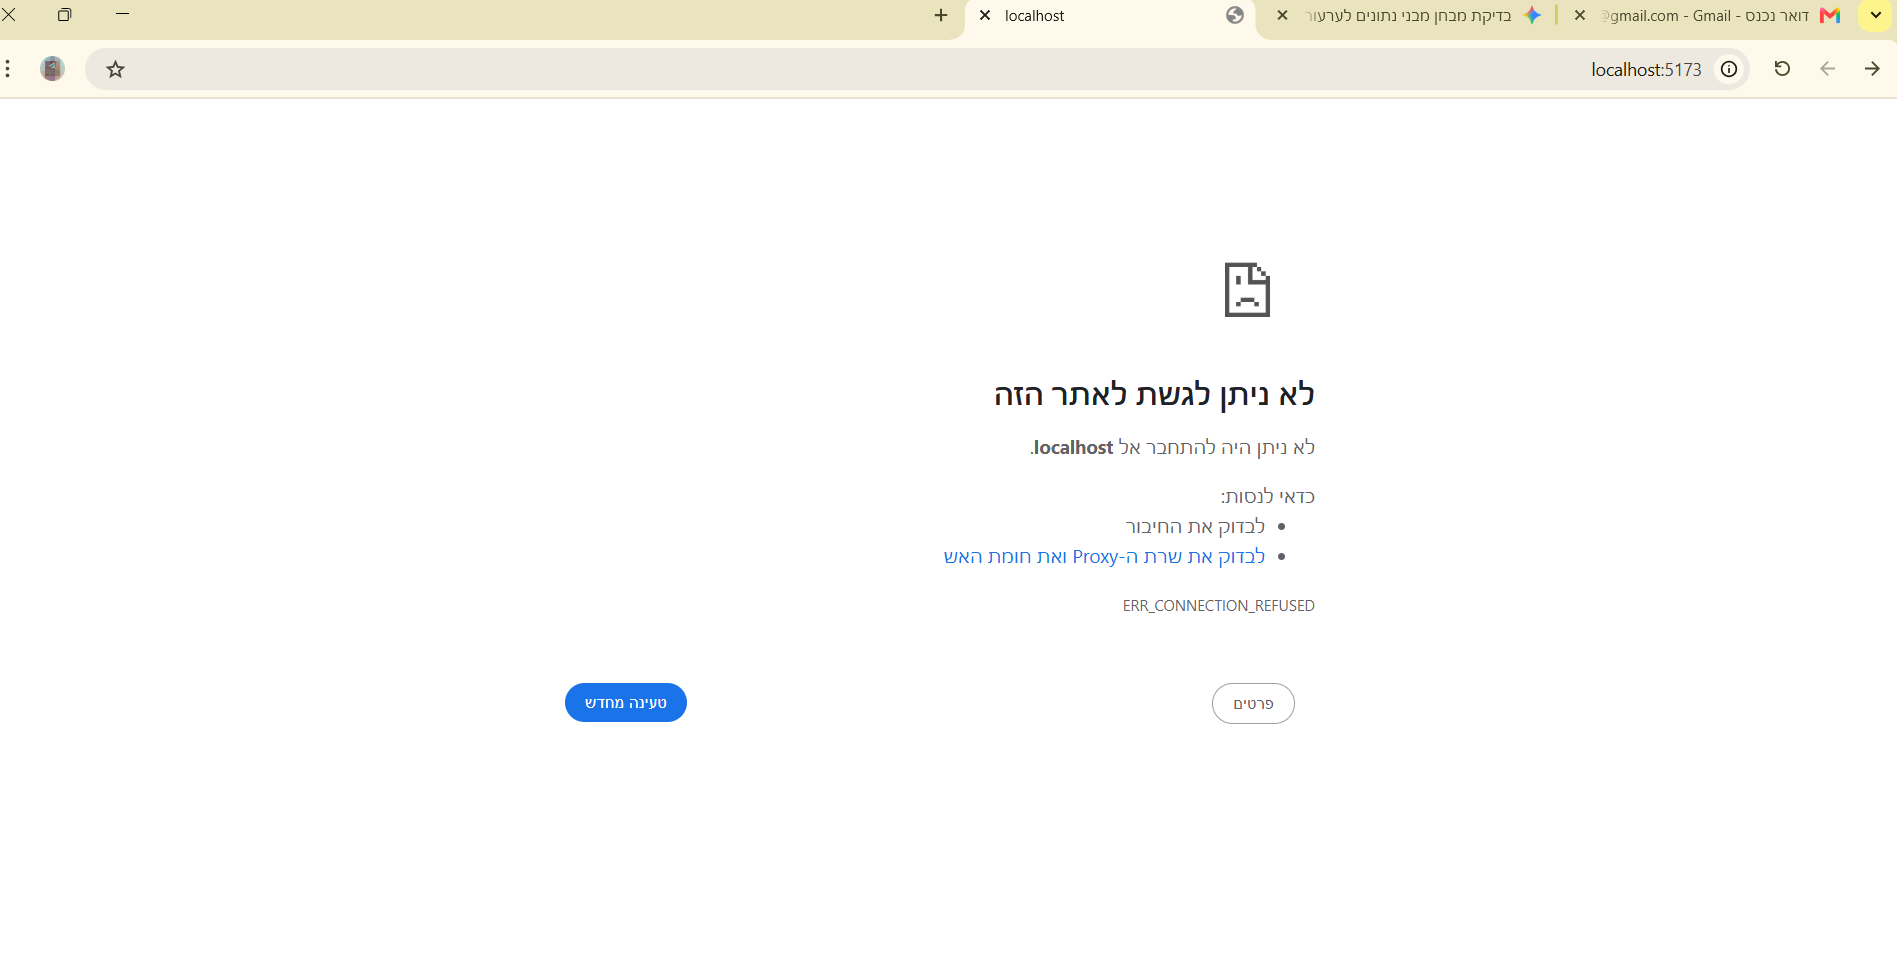 דואר נכנס - gmail.com - Gmail@
בדיקת מבחן מבני נתונים לערעור
localhost
localhost:5173
לא ניתן לגשת לאתר הזה
לא ניתן היה להתחבר אל localhost.
כדאי לנסות:
לבדוק את החיבור
לבדוק את שרת ה-Proxy ואת חומת האש
ERR_CONNECTION_REFUSED
פרטים
טעינה מחדש